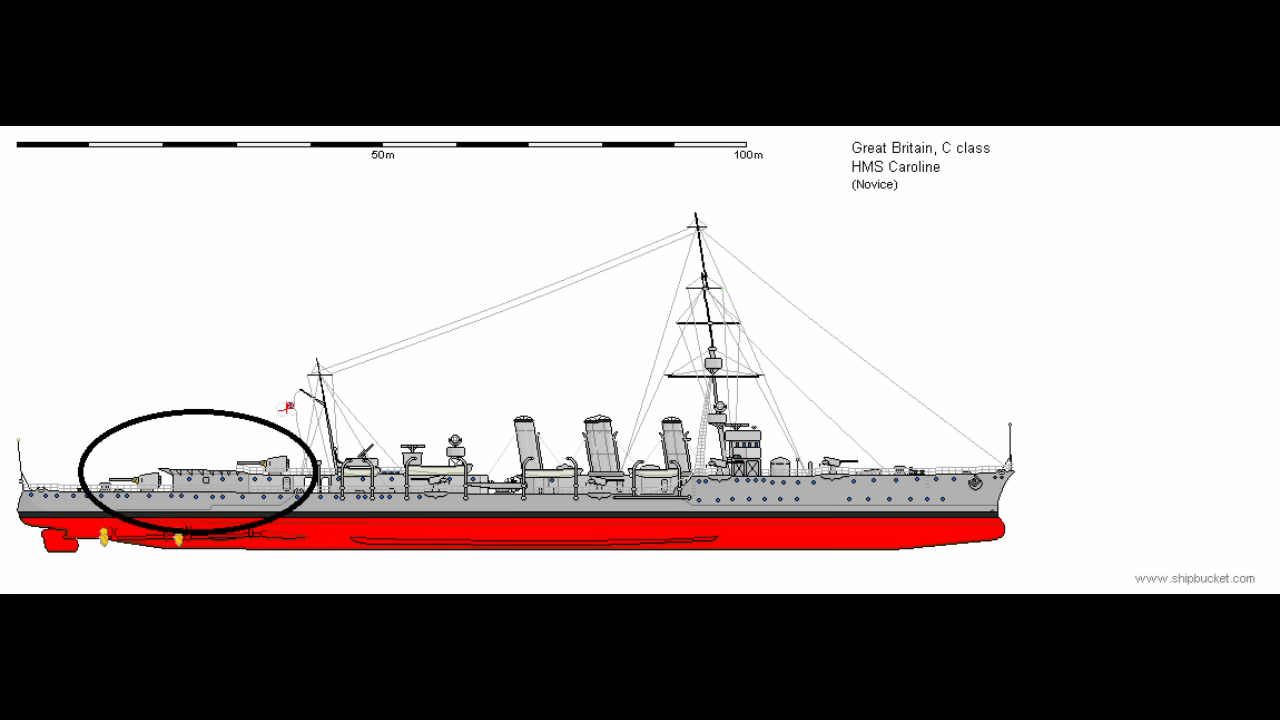 50m
100m
Great Britain, C class
HMS Caroline
(Novice)
www.shipbucket.com